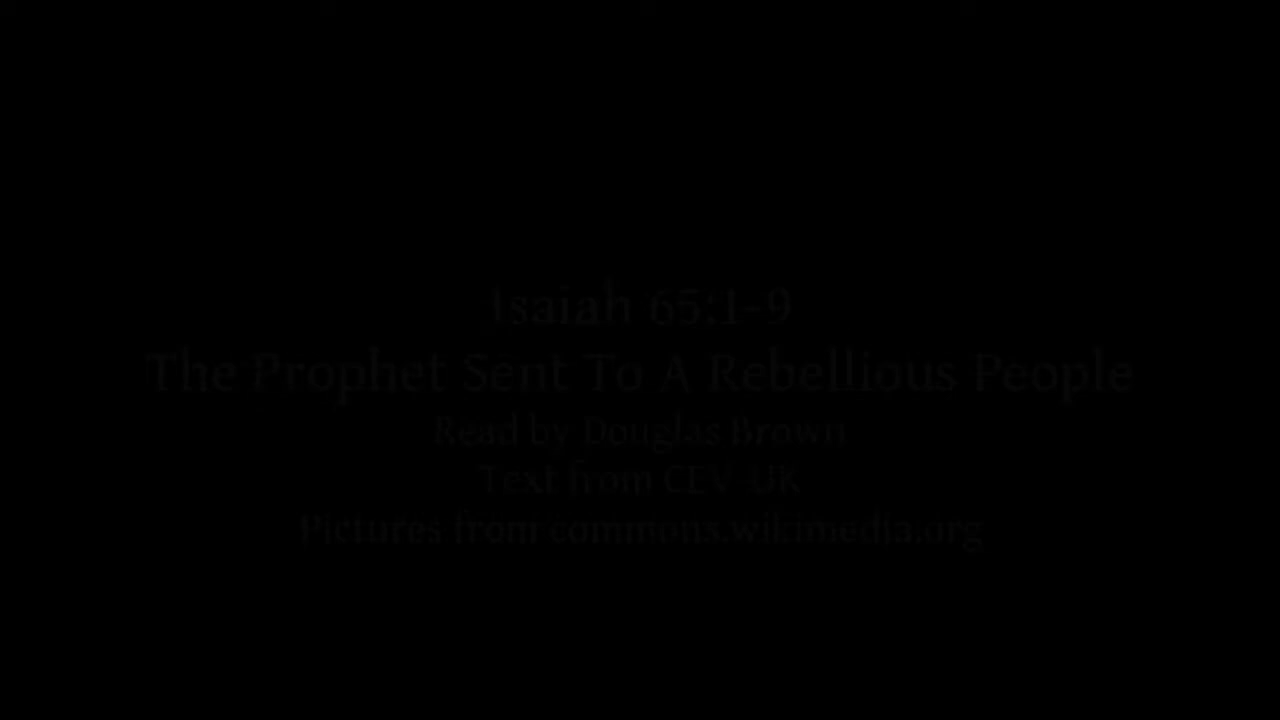 Isaiah 65:1-9
The Prophet Sent To A Rebellious People
Read by Douglas Brown
Text from CEV-UK
Pictures from commons.wikimedia.org